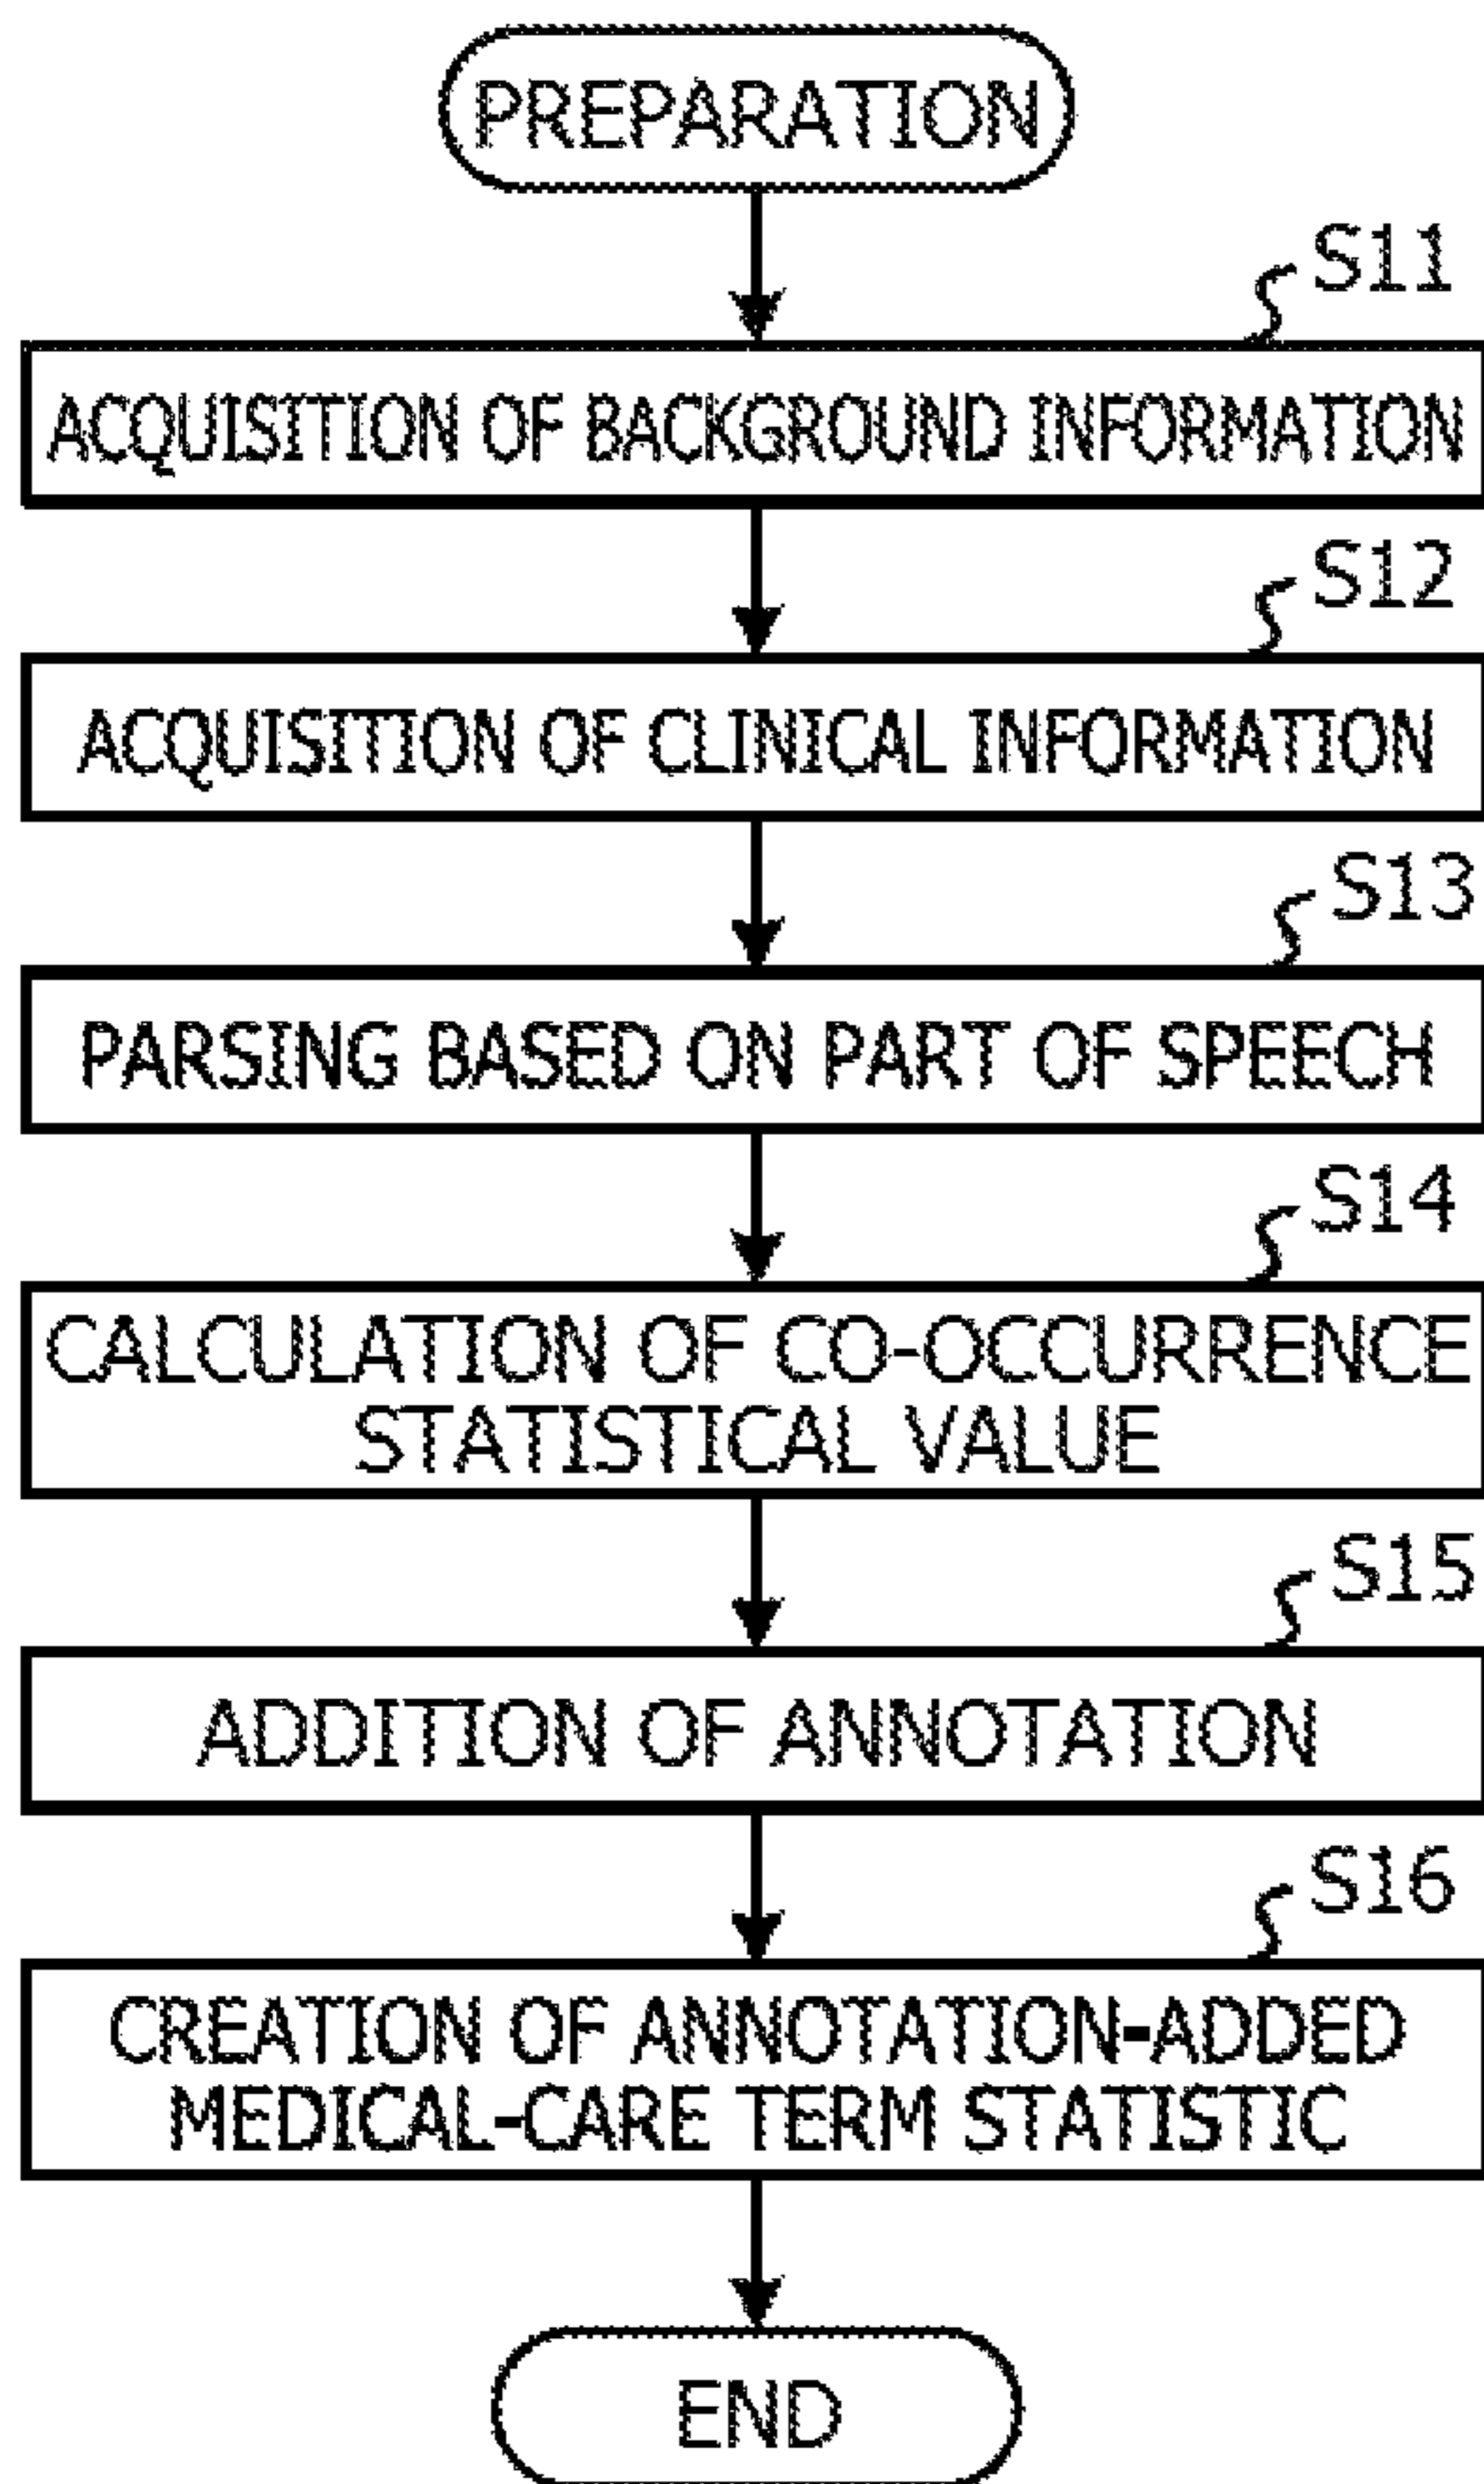 PREPARATION
S11
ACQUISITION OF BACKGROUND INFORMATION
S12
ACQUISITION OF CLINICAL INFORMATION
S13
PARSING BASED ON PART OF SPEECH
S14
CALCULATION OF CO-OCCURRENCE
STATISTICAL VALUE
S15
ADDITION OF ANNOTATION
S16
CREATION OF ANNOTATION-ADDED
MEDICAL-CARE TERM STATISTIC
END